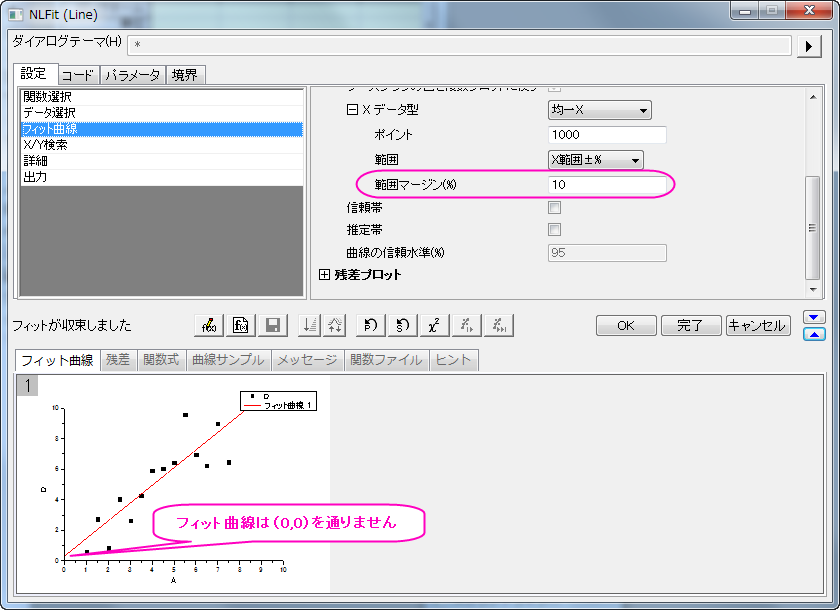 NLFit (Line)
ダイアログテーマ(H) *
設定 コード パラメータ 境界
関数選択
データ選択
フィット曲線
X/Y検索
詳細
出力
X データ型 均一X
ポイント 1000
範囲 X範囲±%
範囲マージン(%) 10
信頼帯
推定帯
曲線の信頼水準(%) 95
残差プロット
フィットが収束しました
OK 完了 キャンセル
フィット曲線 残差 関数式 曲線サンプル メッセージ 関数ファイル ヒント
1
D
フィット曲線 1
10
8
6
4
2
0
D
0 1 2 3 4 5 6 7 8 9 10
A
フィット曲線は(0,0)を通りません